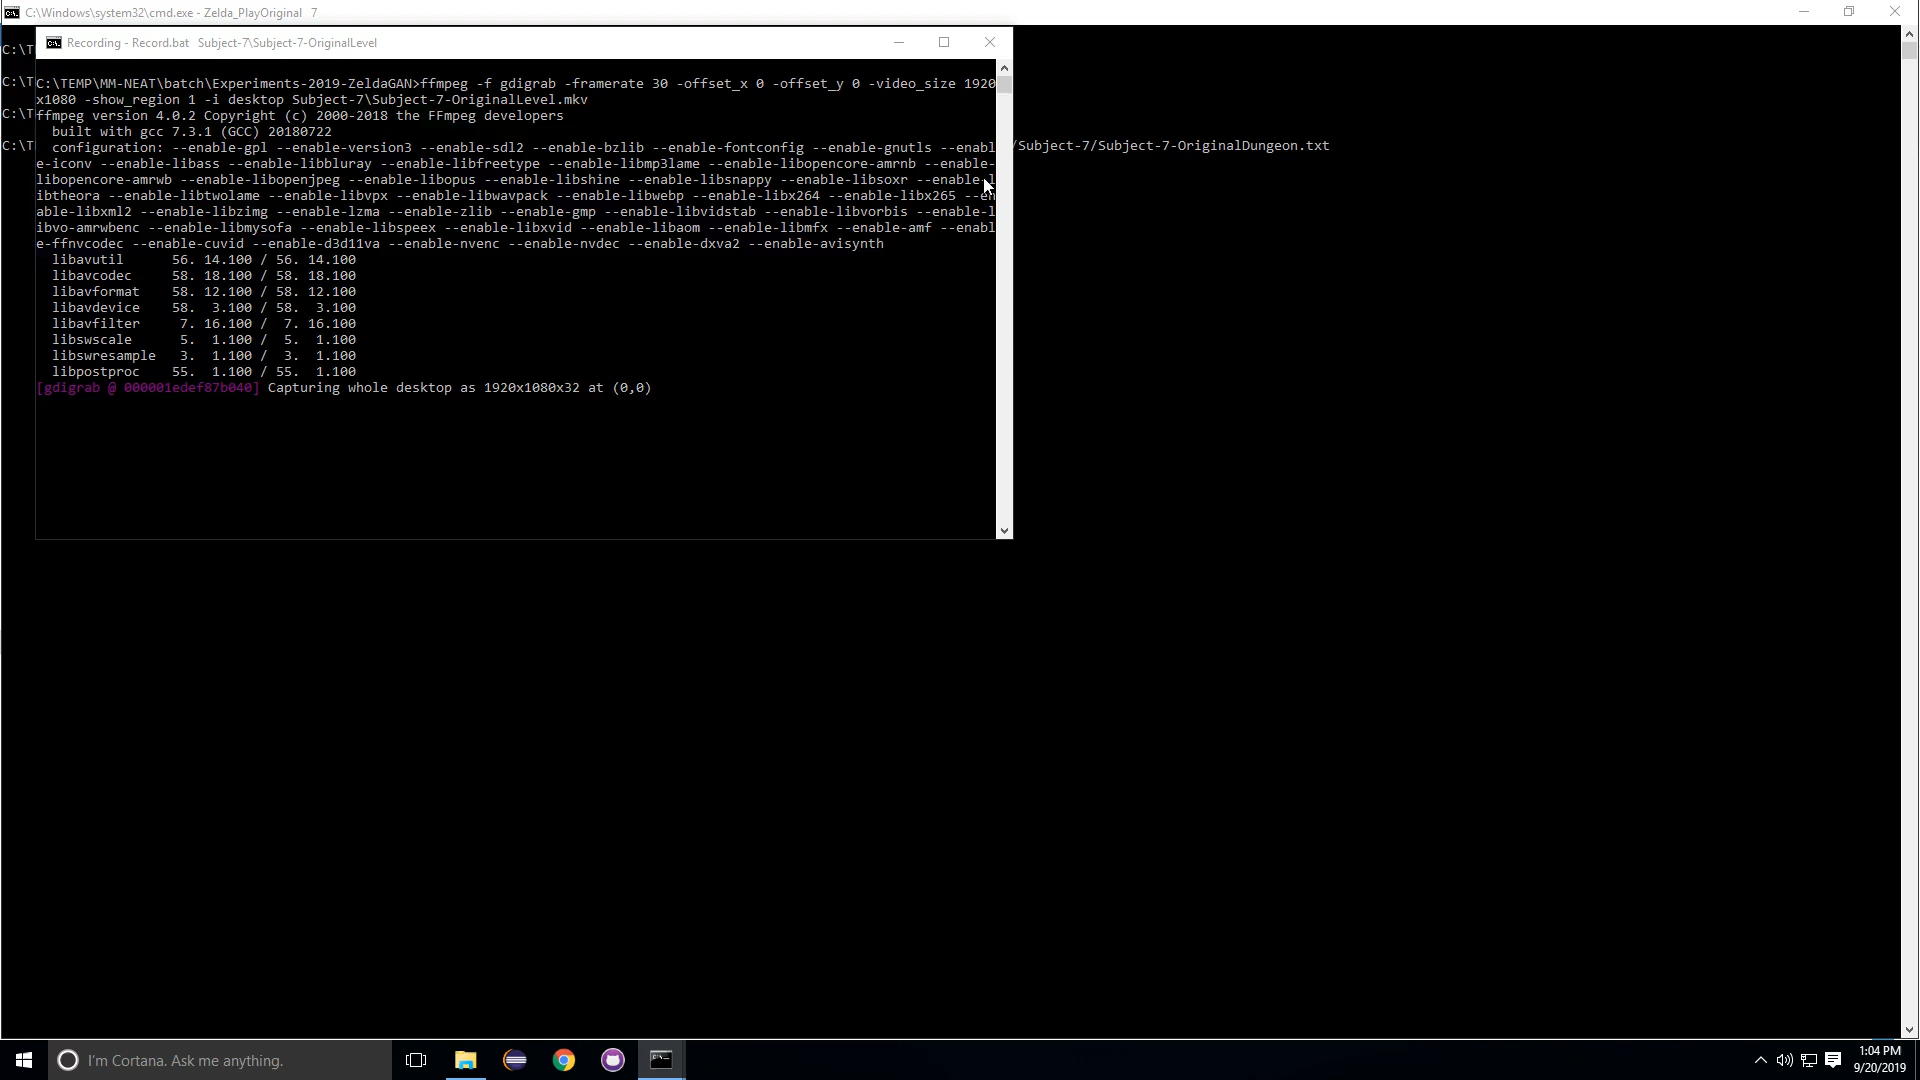 C:\Windows\system32\cmd.exe - Zelda_PlayOriginal  7
Recording - Record.bat  Subject-7\Subject-7-OriginalLevel
C:\T
C:\T
C:\T
C:\T
C:\TEMP\MM-NEAT\batch\Experiments-2019-ZeldaGAN>ffmpeg -f gdigrab -framerate 30 -offset_x 0 -offset_y 0 -video_size 1920
x1080 -show_region 1 -i desktop Subject-7\Subject-7-OriginalLevel.mkv
ffmpeg version 4.0.2 Copyright (c) 2000-2018 the FFmpeg developers
  built with gcc 7.3.1 (GCC) 20180722
  configuration: --enable-gpl --enable-version3 --enable-sdl2 --enable-bzlib --enable-fontconfig --enable-gnutls --enabl
e-iconv --enable-libass --enable-libbluray --enable-libfreetype --enable-libmp3lame --enable-libopencore-amrnb --enable-
libopencore-amrwb --enable-libopenjpeg --enable-libopus --enable-libshine --enable-libsnappy --enable-libsoxr --enable-l
ibtheora --enable-libtwolame --enable-libvpx --enable-libwavpack --enable-libwebp --enable-libx264 --enable-libx265 --en
able-libxml2 --enable-libzimg --enable-lzma --enable-zlib --enable-gmp --enable-libvidstab --enable-libvorbis --enable-l
ibvo-amrwbenc --enable-libmysofa --enable-libspeex --enable-libxvid --enable-libaom --enable-libmfx --enable-amf --enabl
e-ffnvcodec --enable-cuvid --enable-d3d11va --enable-nvenc --enable-nvdec --enable-dxva2 --enable-avisynth
  libavutil      56. 14.100 / 56. 14.100
  libavcodec     58. 18.100 / 58. 18.100
  libavformat    58. 12.100 / 58. 12.100
  libavdevice    58.  3.100 / 58.  3.100
  libavfilter     7. 16.100 /  7. 16.100
  libswscale      5.  1.100 /  5.  1.100
  libswresample   3.  1.100 /  3.  1.100
  libpostproc    55.  1.100 / 55.  1.100
[gdigrab @ 000001edef87b040] Capturing whole desktop as 1920x1080x32 at (0,0)
/Subject-7/Subject-7-OriginalDungeon.txt
I'm Cortana. Ask me anything.
1:04 PM
9/20/2019